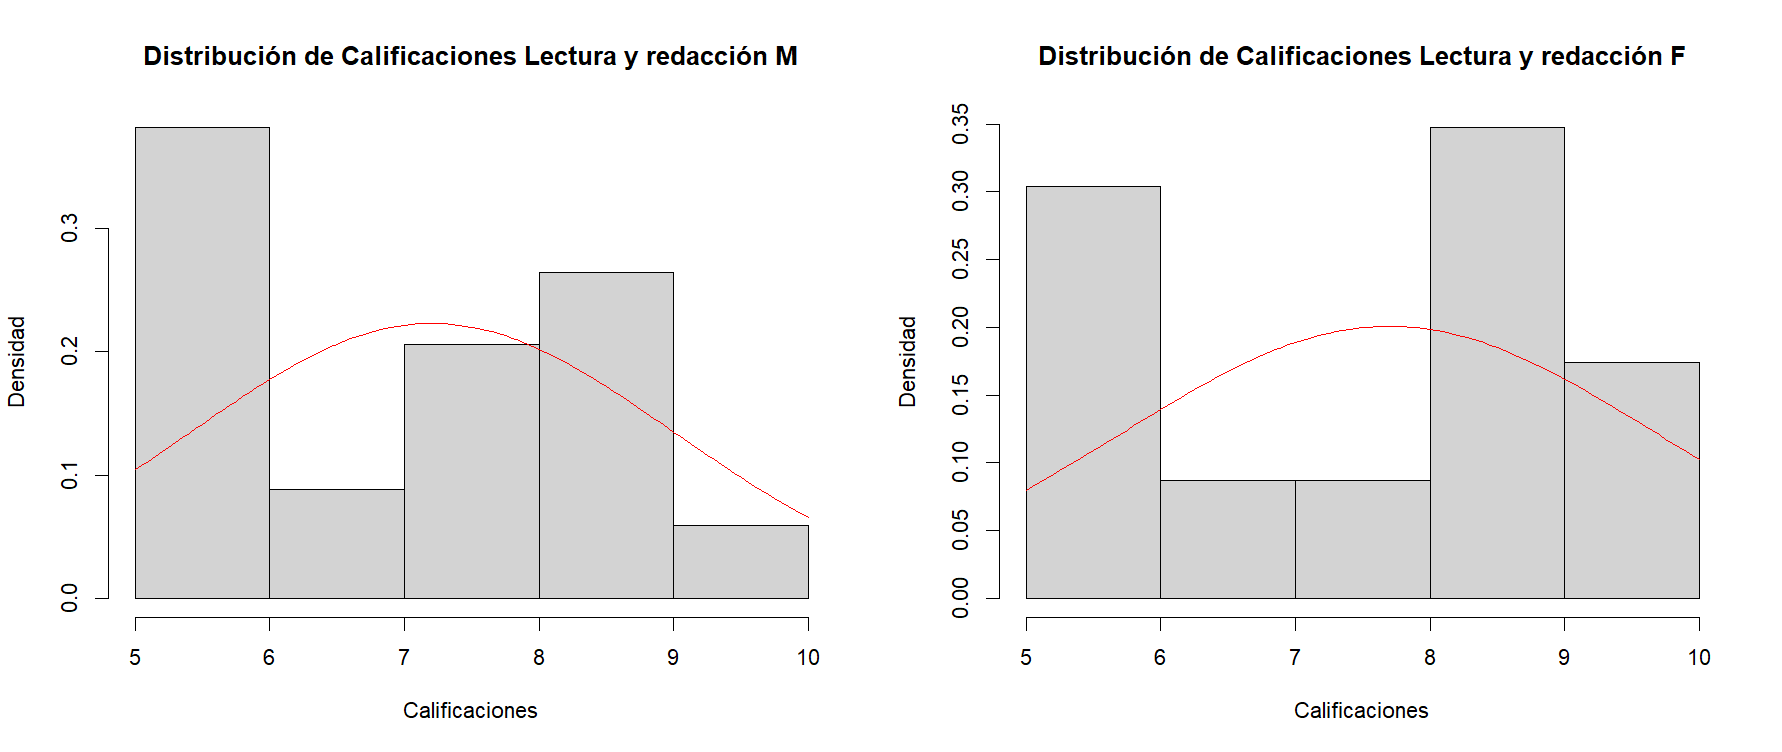 Distribución de Calificaciones Lectura y redacción M
Densidad
0.0
0.1
0.2
0.3
5 6 7 8 9 10
Calificaciones
Distribución de Calificaciones Lectura y redacción F
Densidad
0.00
0.05
0.10
0.15
0.20
0.25
0.30
0.35
5 6 7 8 9 10
Calificaciones